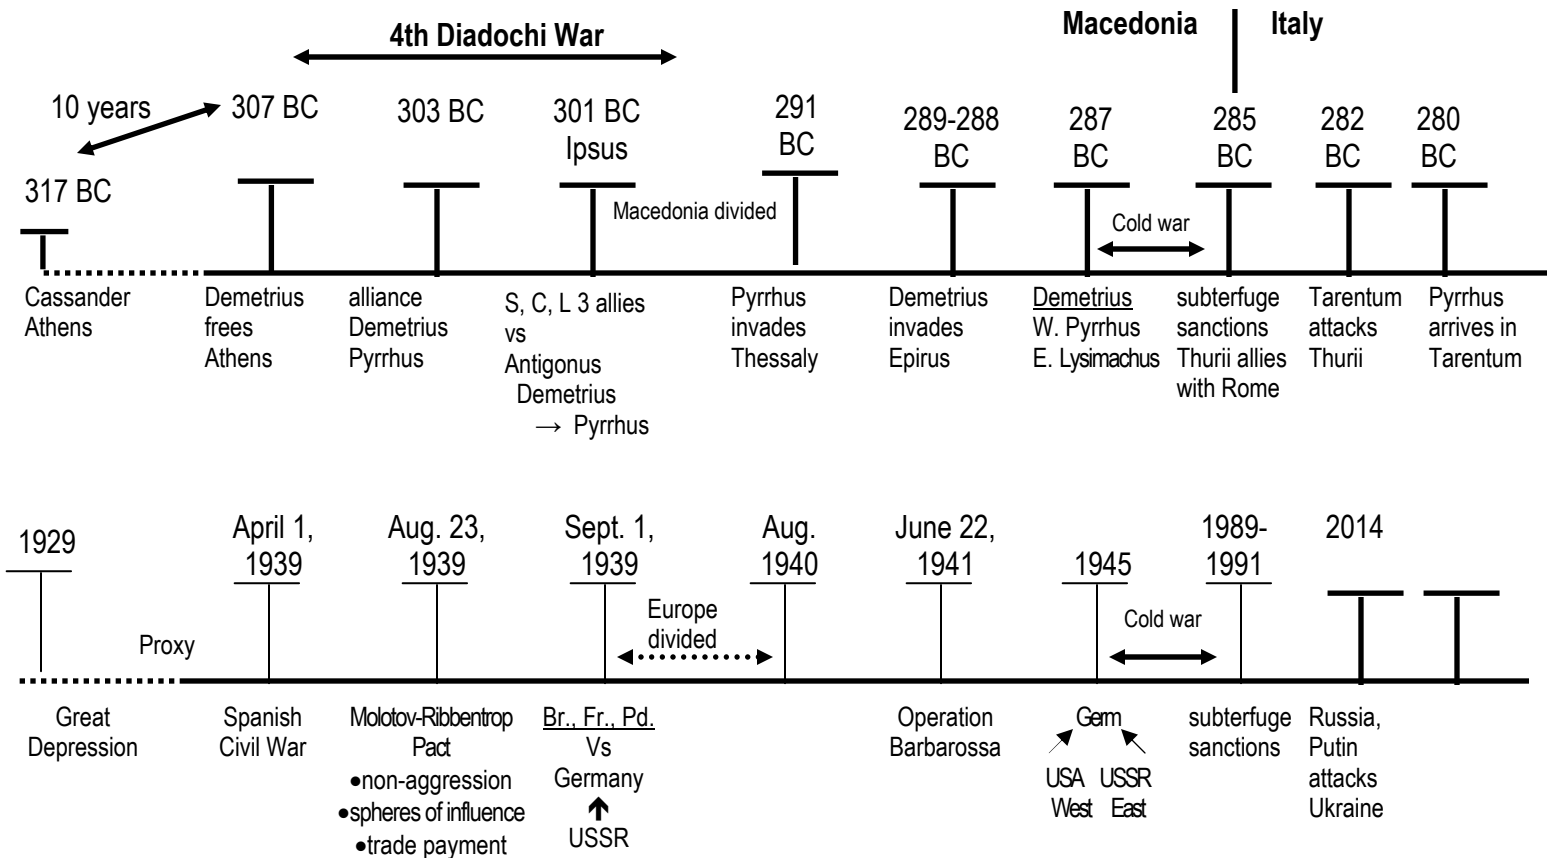 4th Diadochi War
Macedonia Italy
10 years
317 BC
307 BC
303 BC
301 BC
Ipsus
291
BC
289-288
BC
287
BC
285
BC
282
BC
280
BC
Macedonia divided
Cold war
Cassander
Athens
Demetrius
frees
Athens
alliance
Demetrius
Pyrrhus
S, C, L 3 allies
vs
Antigonus
Demetrius
→ Pyrrhus
Pyrrhus
invades
Thessaly
Demetrius
invades
Epirus
Demetrius
W. Pyrrhus
E. Lysimachus
subterfuge
sanctions
Thurii allies
with Rome
Tarentum
attacks
Thurii
Pyrrhus
arrives in
Tarentum
1929
April 1,
1939
Aug. 23,
1939
Sept. 1,
1939
Aug.
1940
June 22,
1941
1945
1989-
1991
2014
Proxy
Europe
divided
Cold war
Great
Depression
Spanish
Civil War
Molotov-Ribbentrop
Pact
•non-aggression
•spheres of influence
•trade payment
Br., Fr., Pd.
Vs
Germany
USSR
Operation
Barbarossa
Germ
USA USSR
West East
subterfuge
sanctions
Russia,
Putin
attacks
Ukraine